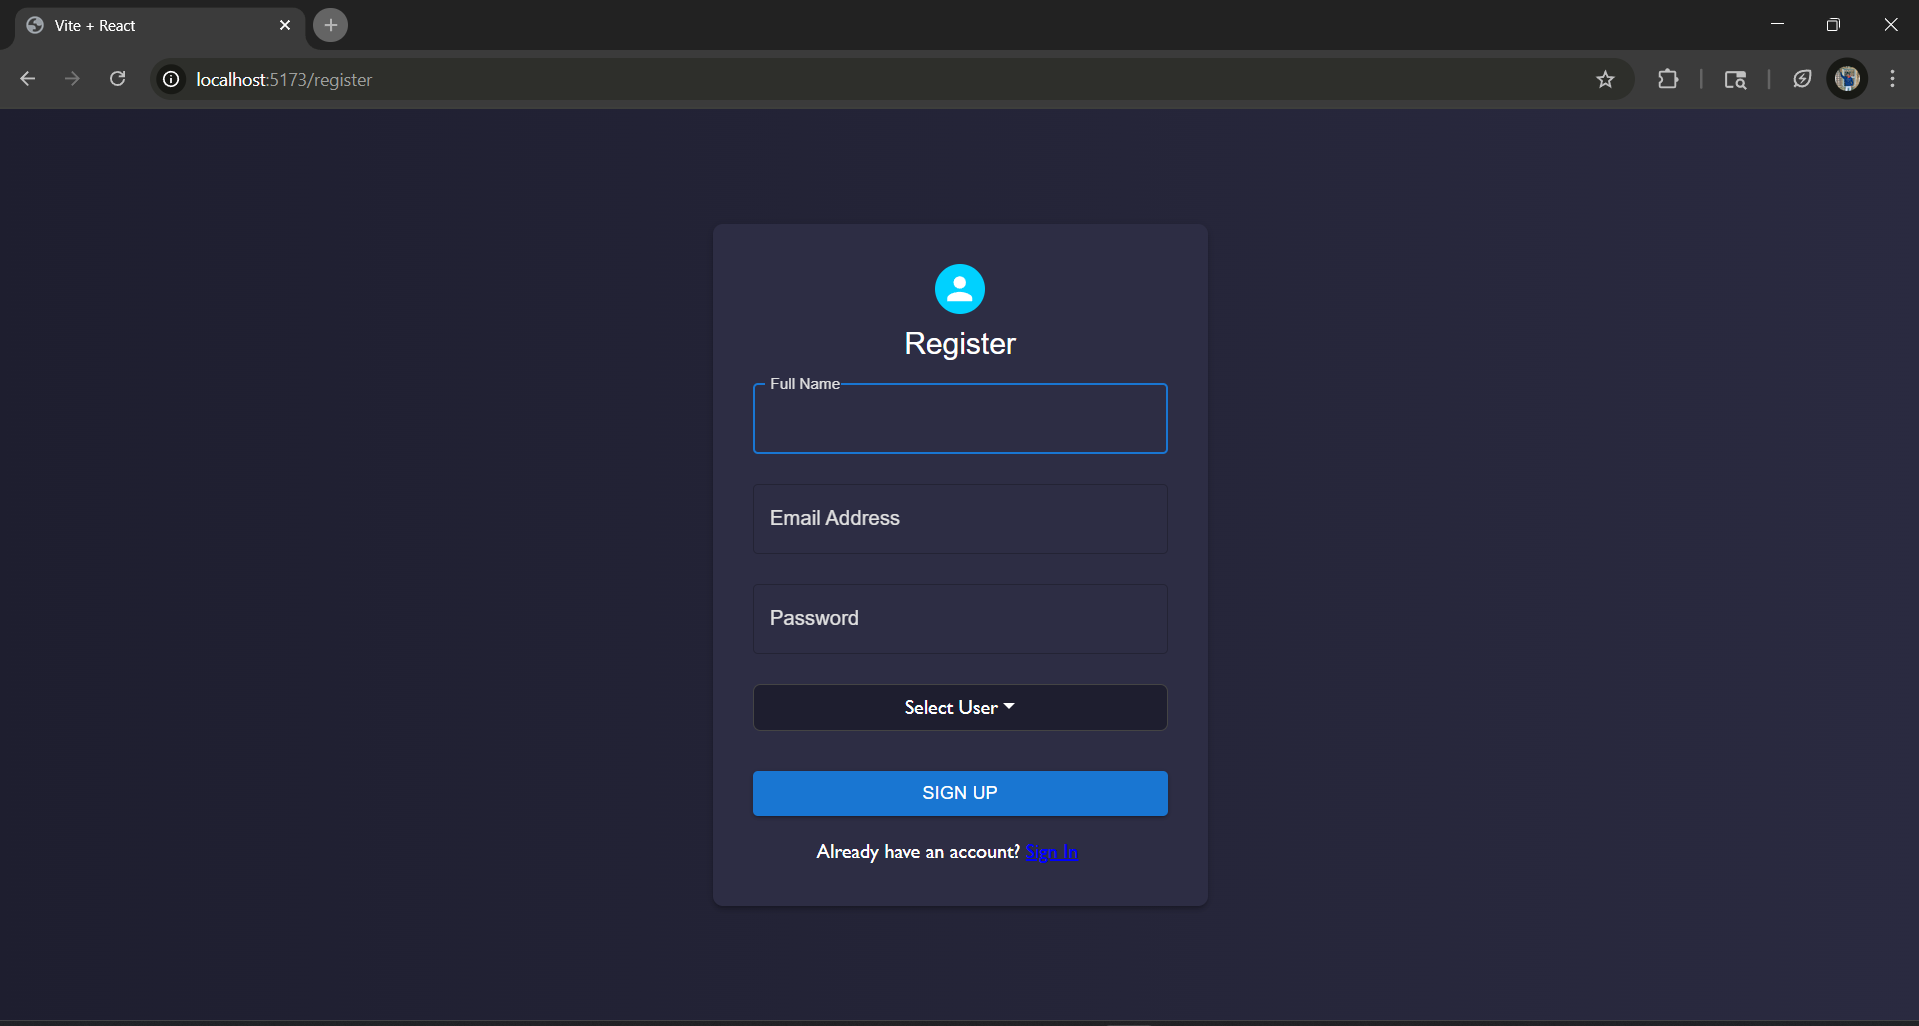 Vite + React
localhost:5173/register
Register
Full Name
Email Address
Password
Select User
SIGN UP
Already have an account? Sign In